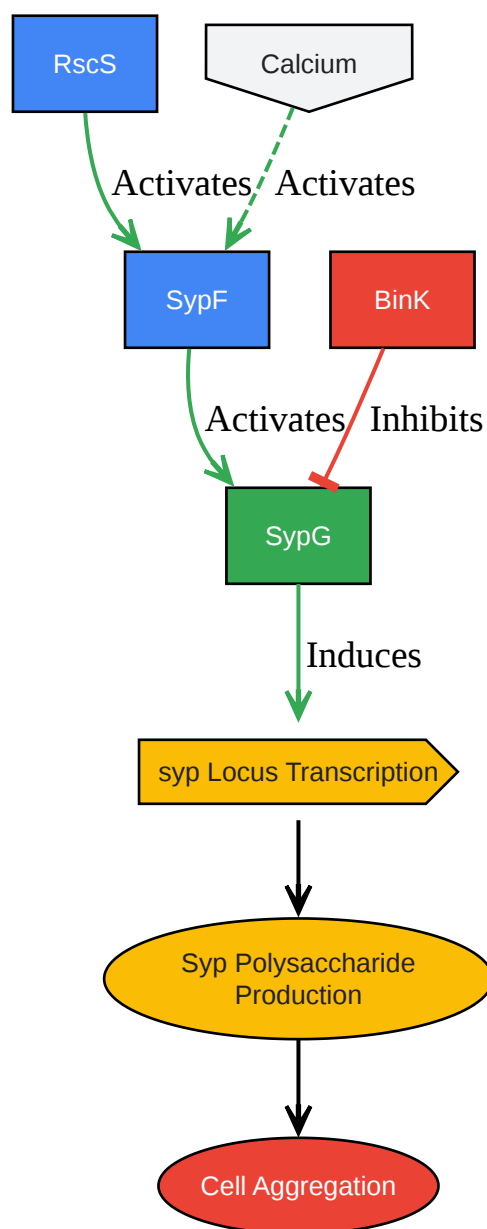 RscS
Calcium
Activates
Activates
SypF
BinK
Activates
Inhibits
SypG
Induces
syp Locus Transcription
Syp Polysaccharide
Production
Cell Aggregation